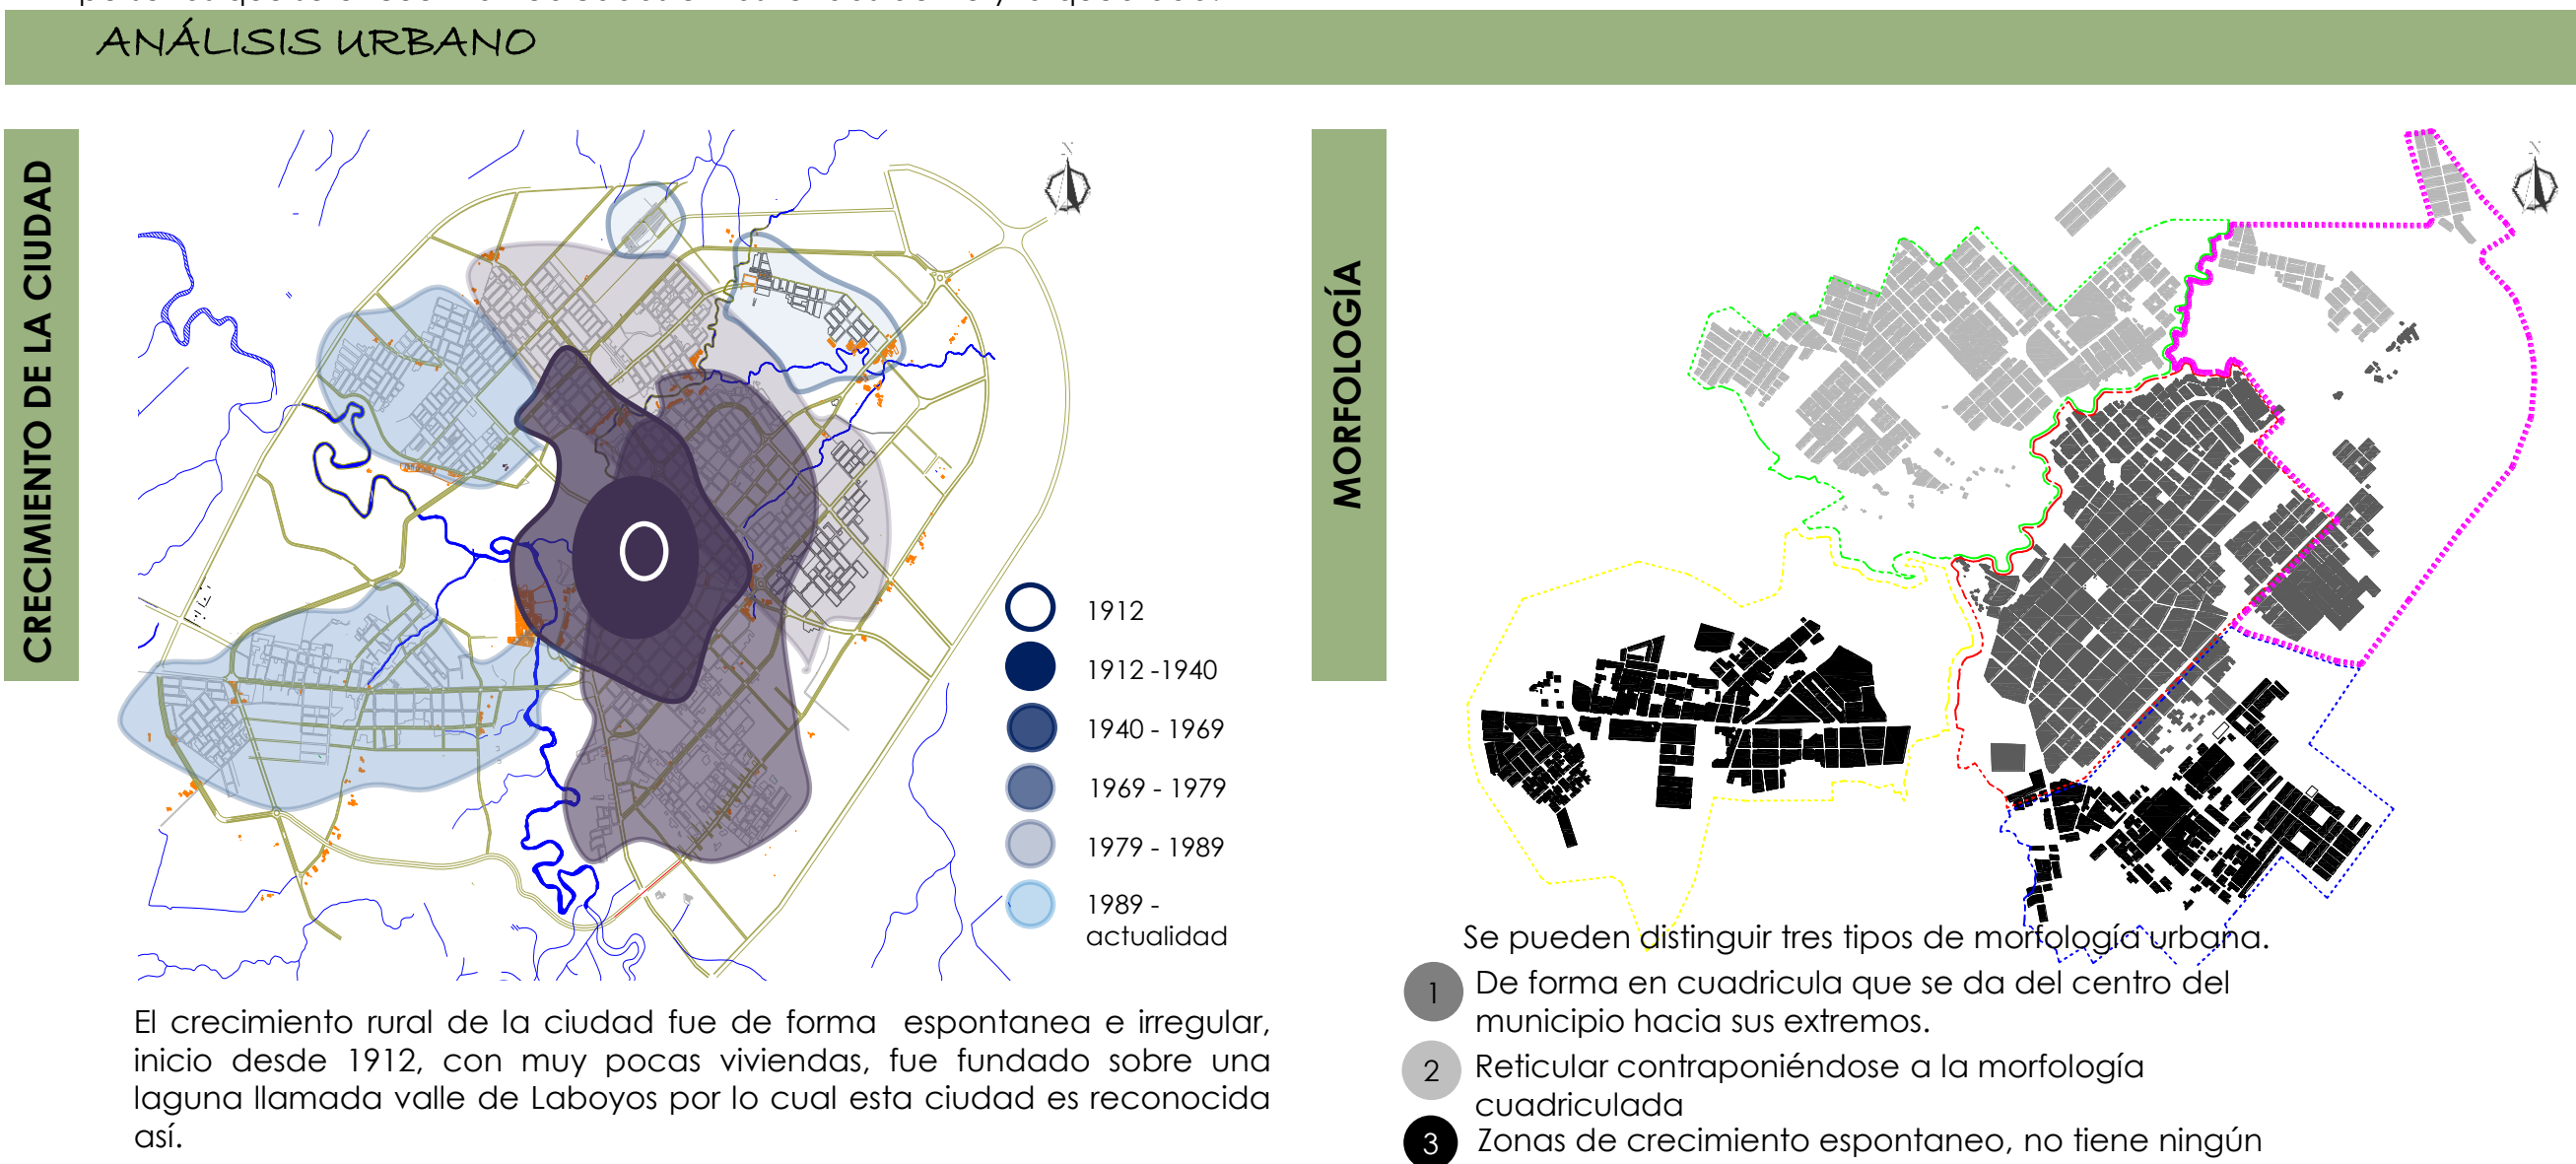 ANÁLISIS URBANO
CRECIMIENTO DE LA CIUDAD
N
1912
1912 -1940
1940 - 1969
1969 - 1979
1979 - 1989
1989 -
actualidad
El crecimiento rural de la ciudad fue de forma espontanea e irregular,
inicio desde 1912, con muy pocas viviendas, fue fundado sobre una
laguna llamada valle de Laboyos por lo cual esta ciudad es reconocida
así.
MORFOLOGÍA
N
Se pueden distinguir tres tipos de morfología urbana.
1 De forma en cuadricula que se da del centro del
municipio hacia sus extremos.
2 Reticular contraponiéndose a la morfología
cuadriculada
3 Zonas de crecimiento espontaneo, no tiene ningún